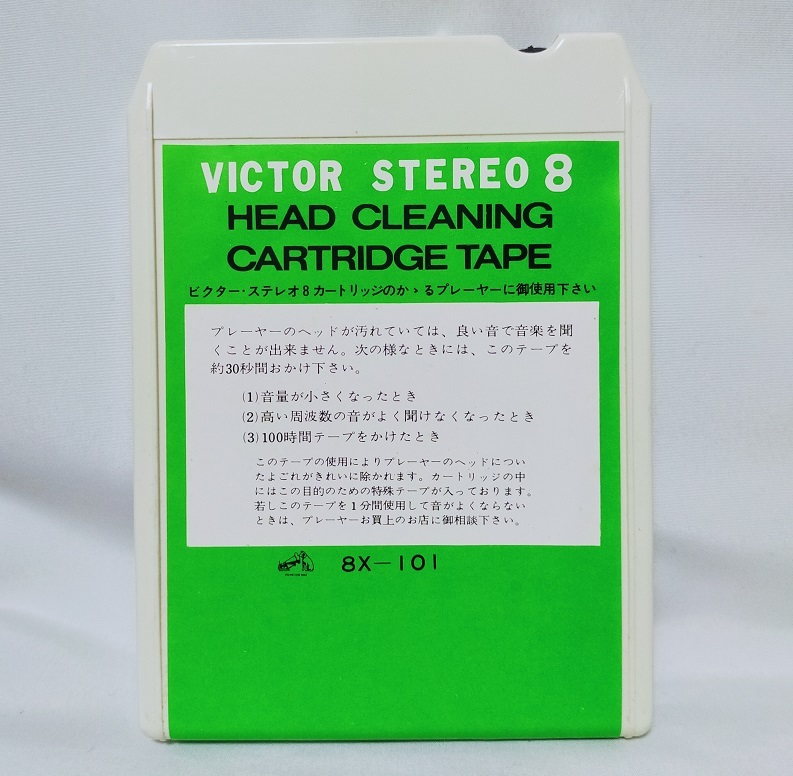 VICTOR STEREO 8
HEAD CLEANING
CARTRIDGE TAPE
ビクター・ステレオ8カートリッジのかゝるプレーヤーに御使用下さい
プレーヤーのヘッドが汚れていては、良い音で音楽を聞
くことが出来ません。次の様なときには、このテープを
約30秒間おかけ下さい。
(1)音量が小さくなったとき
(2)高い周波数の音がよく聞けなくなったとき
(3)100時間テープをかけたとき
このテープの使用によりプレーヤーのヘッドについ
たよごれがきれいに除かれます。カートリッジの中
にはこの目的のための特殊テープが入っております。
若しこのテープを1分間使用して音がよくならない
ときは、プレーヤーお買上のお店に御相談下さい。
8X-101